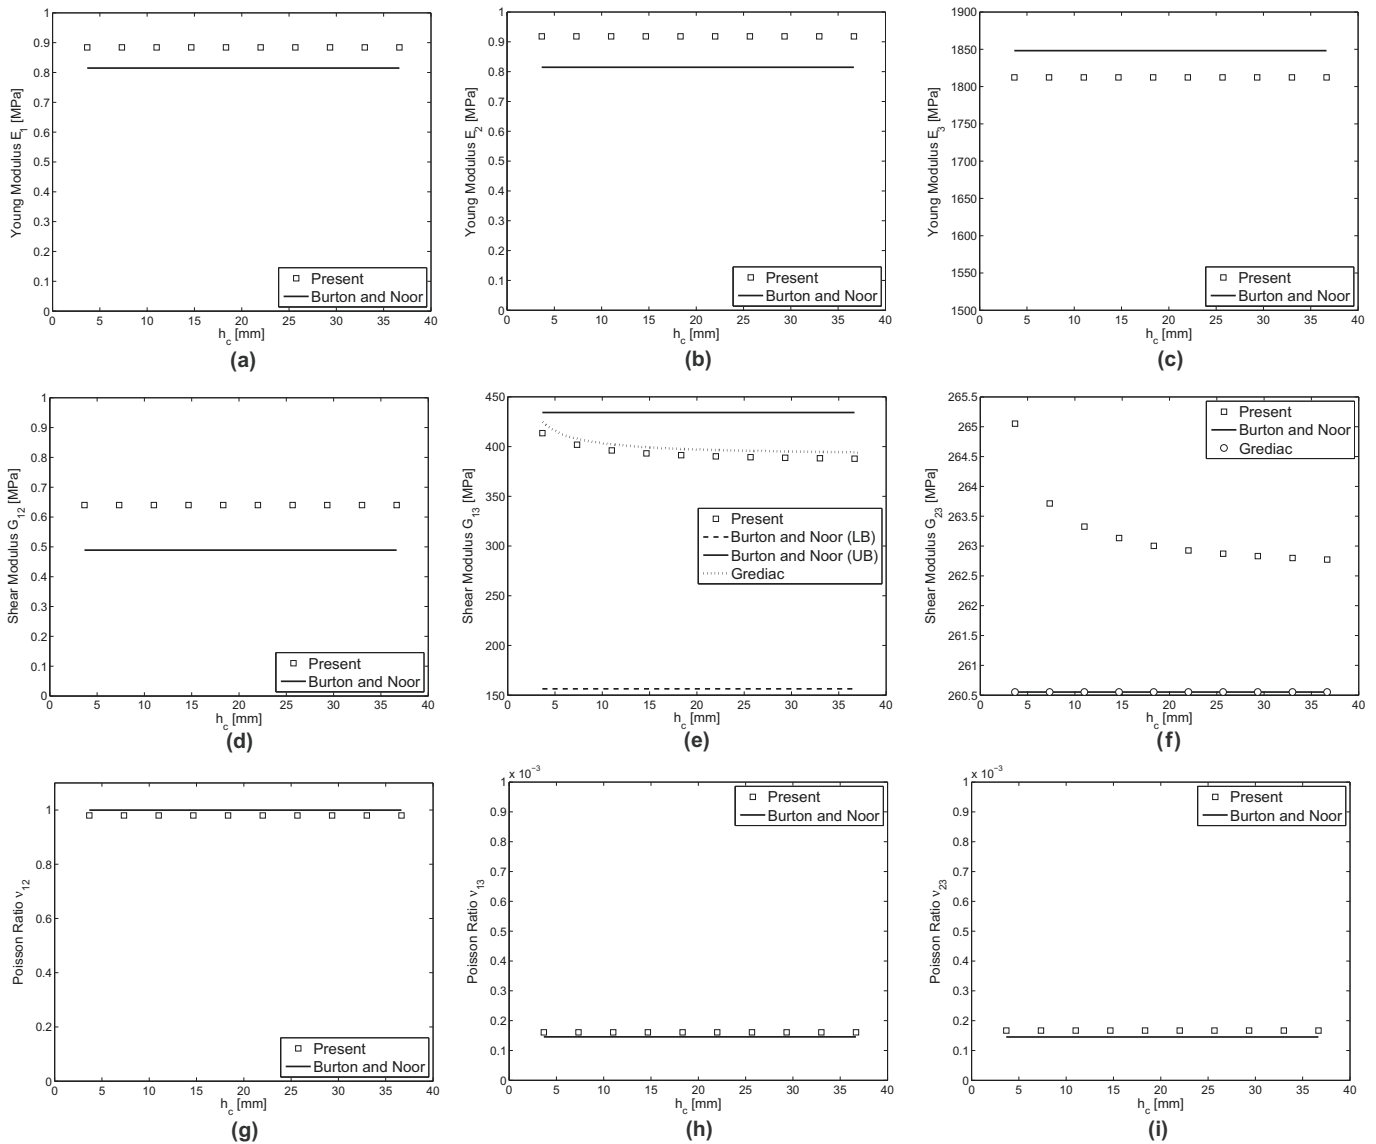 1
0.9
0.8
0.7
0.6
0.5
0.4
0.3
0.2
0.1
0
Young Modulus E1 [MPa]
0 5 10 15 20 25 30 35 40
hc [mm]
Present
Burton and Noor
(a)
1
0.9
0.8
0.7
0.6
0.5
0.4
0.3
0.2
0.1
0
Young Modulus E2 [MPa]
0 5 10 15 20 25 30 35 40
hc [mm]
Present
Burton and Noor
(b)
1900
1850
1800
1750
1700
1650
1600
1550
1500
Young Modulus E3 [MPa]
0 5 10 15 20 25 30 35 40
hc [mm]
Present
Burton and Noor
(c)
1
0.9
0.8
0.7
0.6
0.5
0.4
0.3
0.2
0.1
0
Shear Modulus G12 [MPa]
0 5 10 15 20 25 30 35 40
hc [mm]
Present
Burton and Noor
(d)
450
400
350
300
250
200
150
Shear Modulus G13 [MPa]
0 5 10 15 20 25 30 35 40
hc [mm]
Present
Burton and Noor (LB)
Burton and Noor (UB)
Grediac
(e)
265.5
265
264.5
264
263.5
263
262.5
262
261.5
261
260.5
Shear Modulus G23 [MPa]
0 5 10 15 20 25 30 35 40
hc [mm]
Present
Burton and Noor
Grediac
(f)
1
0.8
0.6
0.4
0.2
0
Poisson Ratio ν12
0 5 10 15 20 25 30 35 40
hc [mm]
Present
Burton and Noor
(g)
x 10−3
1
0.9
0.8
0.7
0.6
0.5
0.4
0.3
0.2
0.1
0
Poisson Ratio ν13
0 5 10 15 20 25 30 35 40
hc [mm]
Present
Burton and Noor
(h)
x 10−3
1
0.9
0.8
0.7
0.6
0.5
0.4
0.3
0.2
0.1
0
Poisson Ratio ν23
0 5 10 15 20 25 30 35 40
hc [mm]
Present
Burton and Noor
(i)